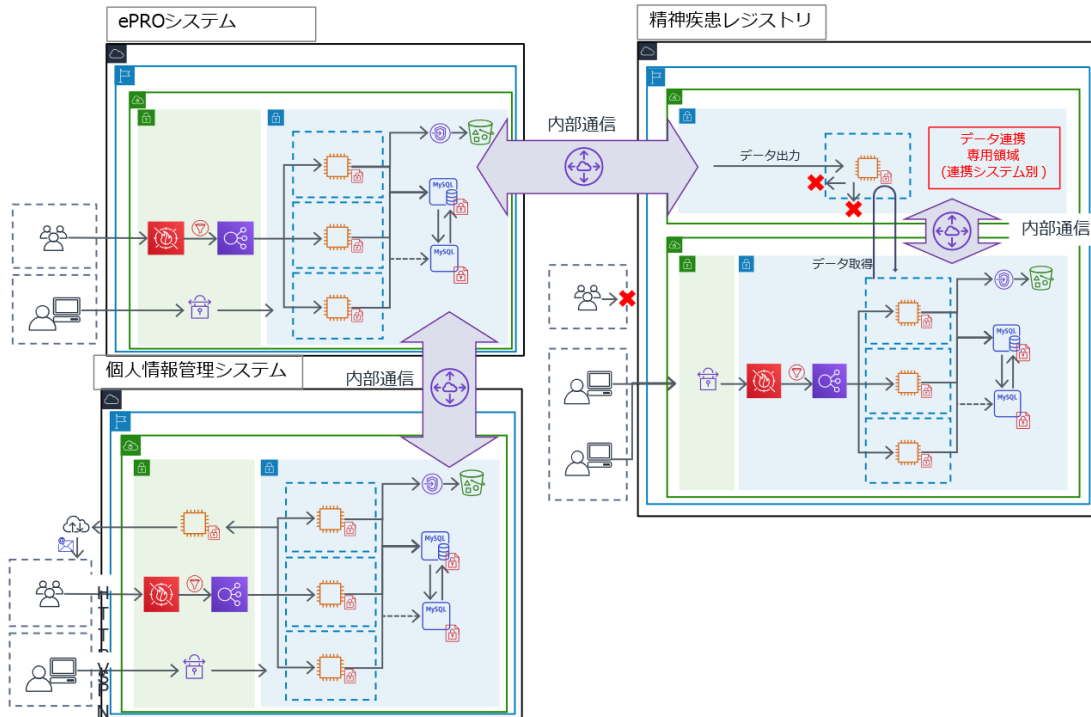 ePROシステム
精神疾患レジストリ
内部通信
データ出力
データ連携
専用領域
(連携システム別)
MySQL
MySQL
内部通信
データ取得
MySQL
MySQL
個人情報管理システム
内部通信
MySQL
MySQL